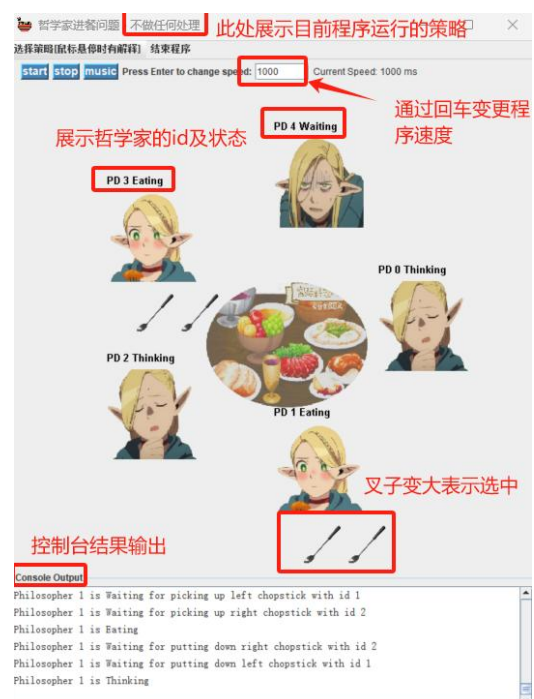 哲学家进餐问题 不做任何处理 此处展示目前程序运行的策略
选择策略[鼠标悬停时有解释] 结束程序
start stop music Press Enter to change speed: 1000 Current Speed: 1000 ms
通过回车变更程
序速度
展示哲学家的id及状态
PD 4 Waiting
PD 3 Eating
PD 0 Thinking
PD 2 Thinking
PD 1 Eating
叉子变大表示选中
控制台结果输出
Console Output
Philosopher 1 is Waiting for picking up left chopstick with id 1
Philosopher 1 is Waiting for picking up right chopstick with id 2
Philosopher 1 is Eating
Philosopher 1 is Waiting for putting down right chopstick with id 2
Philosopher 1 is Waiting for putting down left chopstick with id 1
Philosopher 1 is Thinking